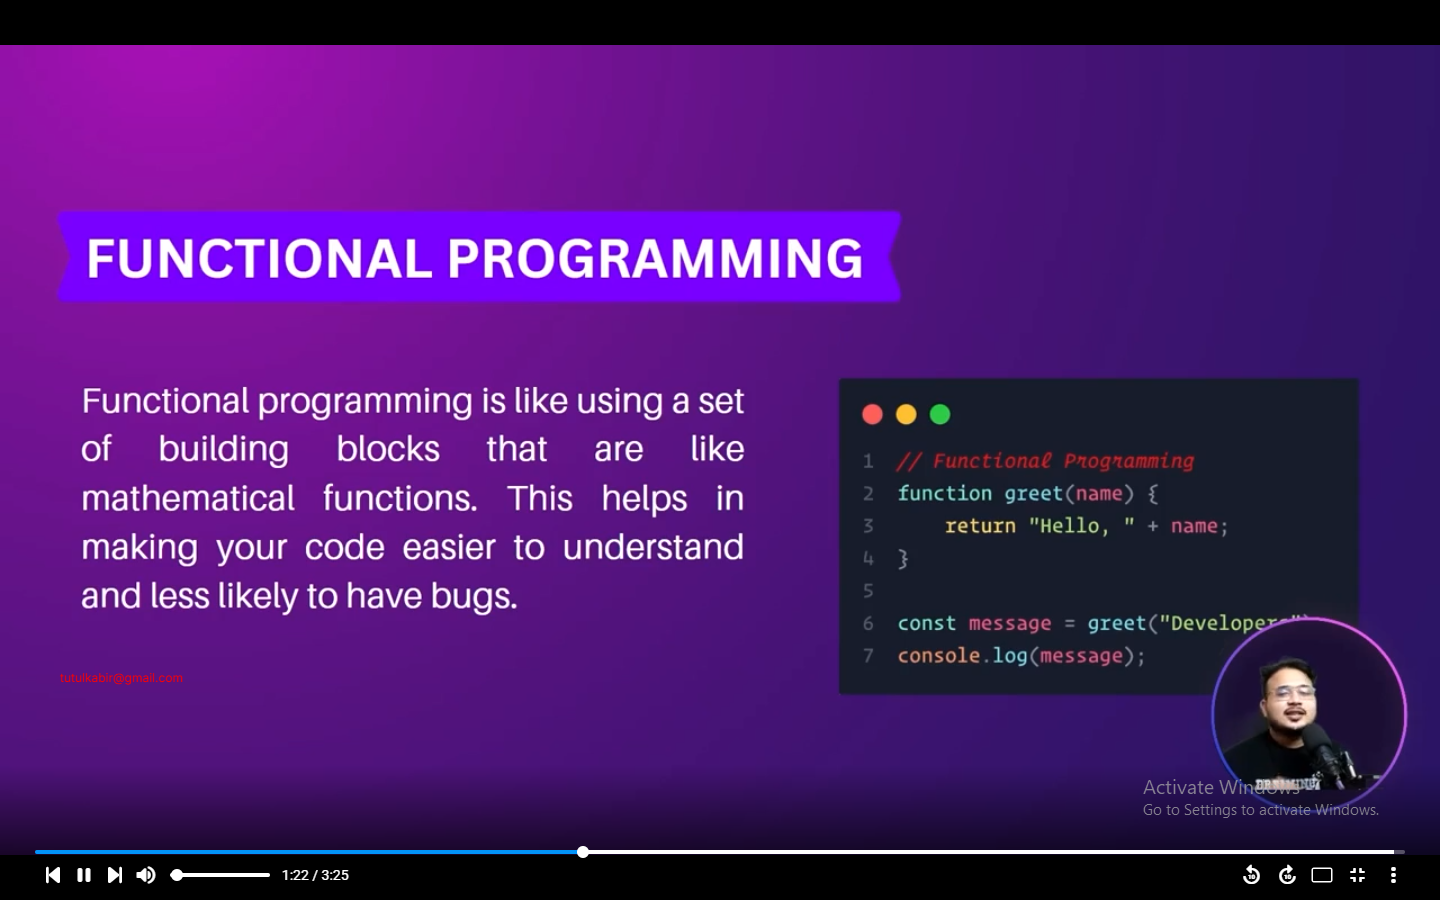 FUNCTIONAL PROGRAMMING
Functional programming is like using a set
of building blocks that are like
mathematical functions. This helps in
making your code easier to understand
and less likely to have bugs.
tutulkabir@gmail.com
1 // Functional Programming
2 function greet(name) {
3 return "Hello, " + name;
4 }
5
6 const message = greet("Developers")
7 console.log(message);
Activate Windows
Go to Settings to activate Windows.
1:22 / 3:25
10
10